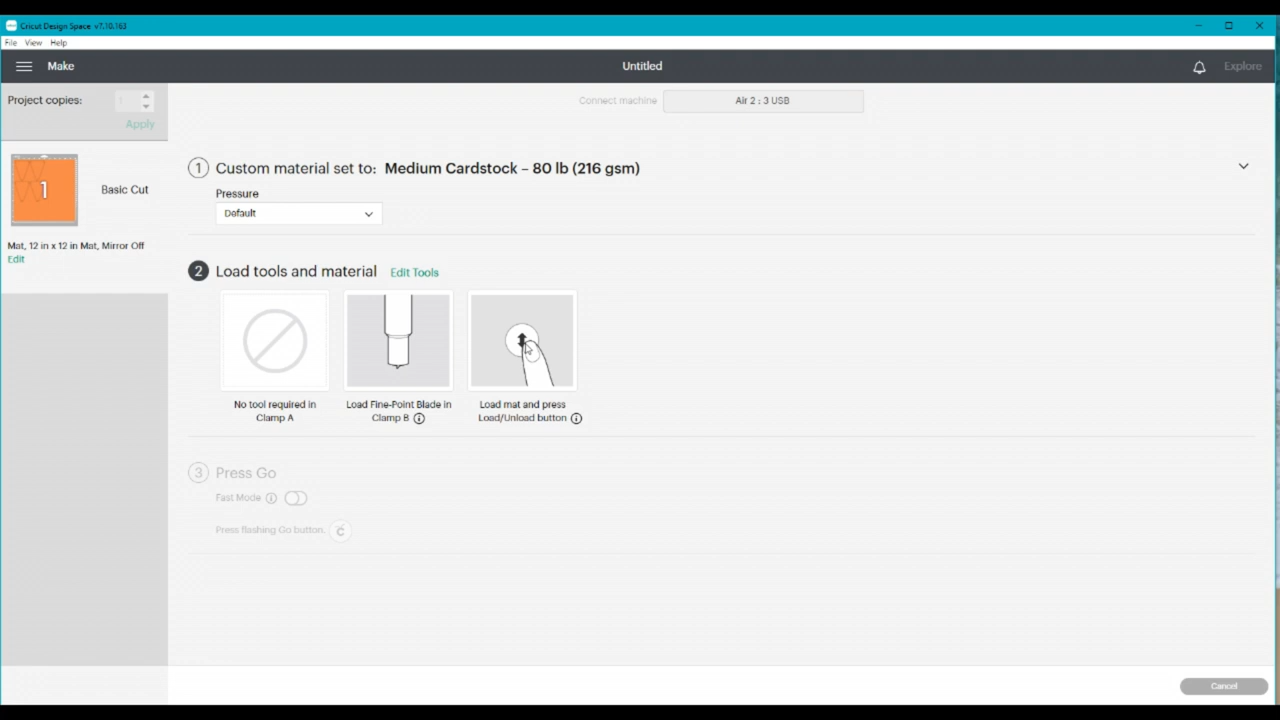 Cricut Design Space v7.10.163
File View Help
Make
Untitled
Explore
Project copies:
1
Apply
Connect machine
Air 2 : 3 USB
1
Basic Cut
Mat, 12 in x 12 in Mat, Mirror Off
Edit
1 Custom material set to: Medium Cardstock – 80 lb (216 gsm)
Pressure
Default
2 Load tools and material Edit Tools
No tool required in
Clamp A
Load Fine-Point Blade in
Clamp B
Load mat and press
Load/Unload button
3 Press Go
Fast Mode
Press flashing Go button.
Cancel